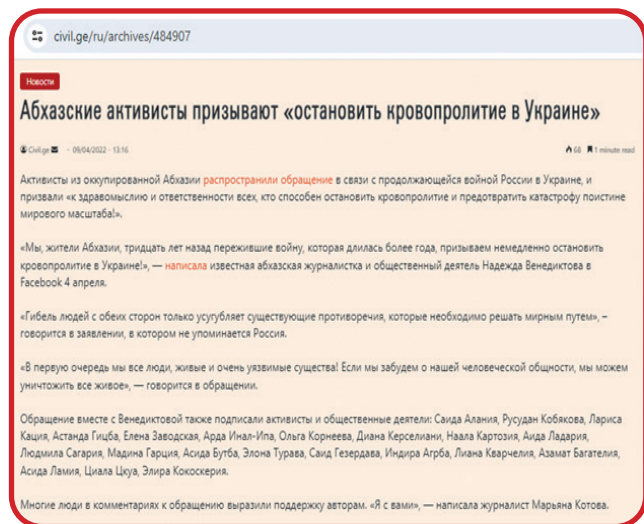 civil.ge/ru/archives/484907
Новости
Абхазские активисты призывают «остановить кровопролитие в Украине»
Civil.ge - 09/04/2022 - 13:16 68 1 minute read
Активисты из оккупированной Абхазии распространили обращение в связи с продолжающейся войной России в Украине, и
призвали «к здравомыслию и ответственности всех, кто способен остановить кровопролитие и предотвратить катастрофу поистине
мирового масштаба!».
«Мы, жители Абхазии, тридцать лет назад пережившие войну, которая длилась более года, призываем немедленно остановить
кровопролитие в Украине!», — написала известная абхазская журналистка и общественный деятель Надежда Венедиктова в
Facebook 4 апреля.
«Гибель людей с обеих сторон только усугубляет существующие противоречия, которые необходимо решать мирным путем», –
говорится в заявлении, в котором не упоминается Россия.
«В первую очередь мы все люди, живые и очень уязвимые существа! Если мы забудем о нашей человеческой общности, мы можем
уничтожить все живое», — говорится в обращении.
Обращение вместе с Венедиктовой также подписали активисты и общественные деятели: Саида Алания, Русудан Кобякова, Лариса
Кация, Астанда Гицба, Елена Заводская, Арда Инал-Ипа, Ольга Корнеева, Диана Керселиани, Наала Картозия, Аида Ладария,
Людмила Сагария, Мадина Гарция, Асида Бутба, Элона Турава, Саид Гезердава, Индира Агрба, Лиана Кварчелия, Азамат Багателия,
Асида Ламия, Циала Цкуа, Элира Кокоскерия.
Многие люди в комментариях к обращению выразили поддержку авторам. «Я с вами», — написала журналист Марьяна Котова.